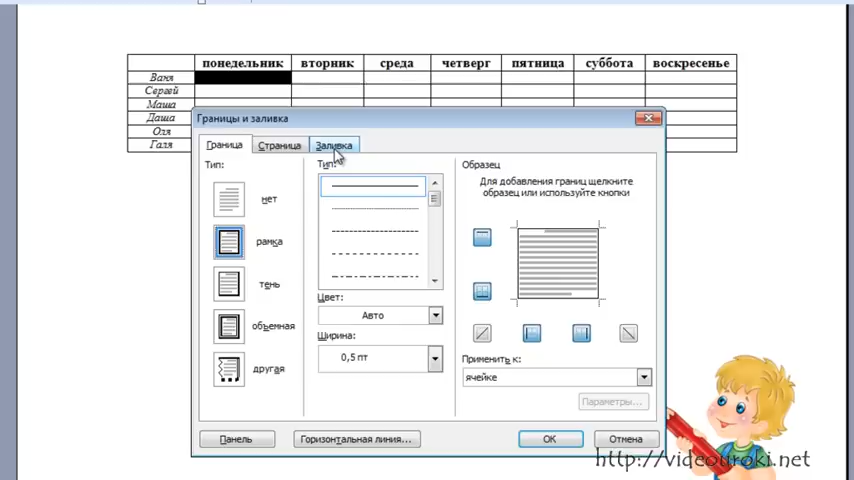 понедельник вторник среда четверг пятница суббота воскресенье
Ваня
Сергей
Маша
Даша
Оля
Галя
Границы и заливка
Граница Страница Заливка
Тип:
нет
рамка
тень
объемная
другая
Тип:
Цвет:
Авто
Ширина:
0,5 пт
Образец
Для добавления границ щелкните
образец или используйте кнопки
Применить к:
ячейке
Параметры...
Панель Горизонтальная линия... ОК Отмена
http://videouroki.net